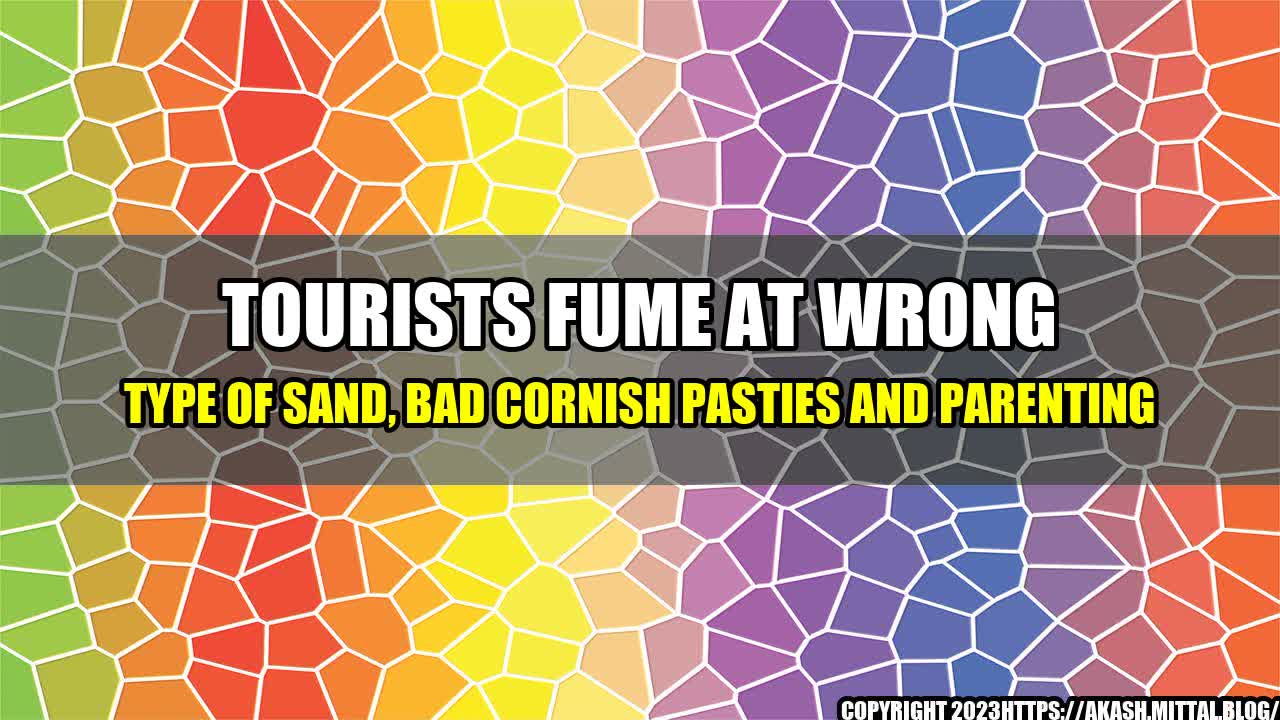 TOURISTS FUME AT WRONG
TYPE OF SAND, BAD CORNISH PASTIES AND PARENTING
COPYRIGHT 2023HTTPS://AKASH.MITTAL.BLOG/